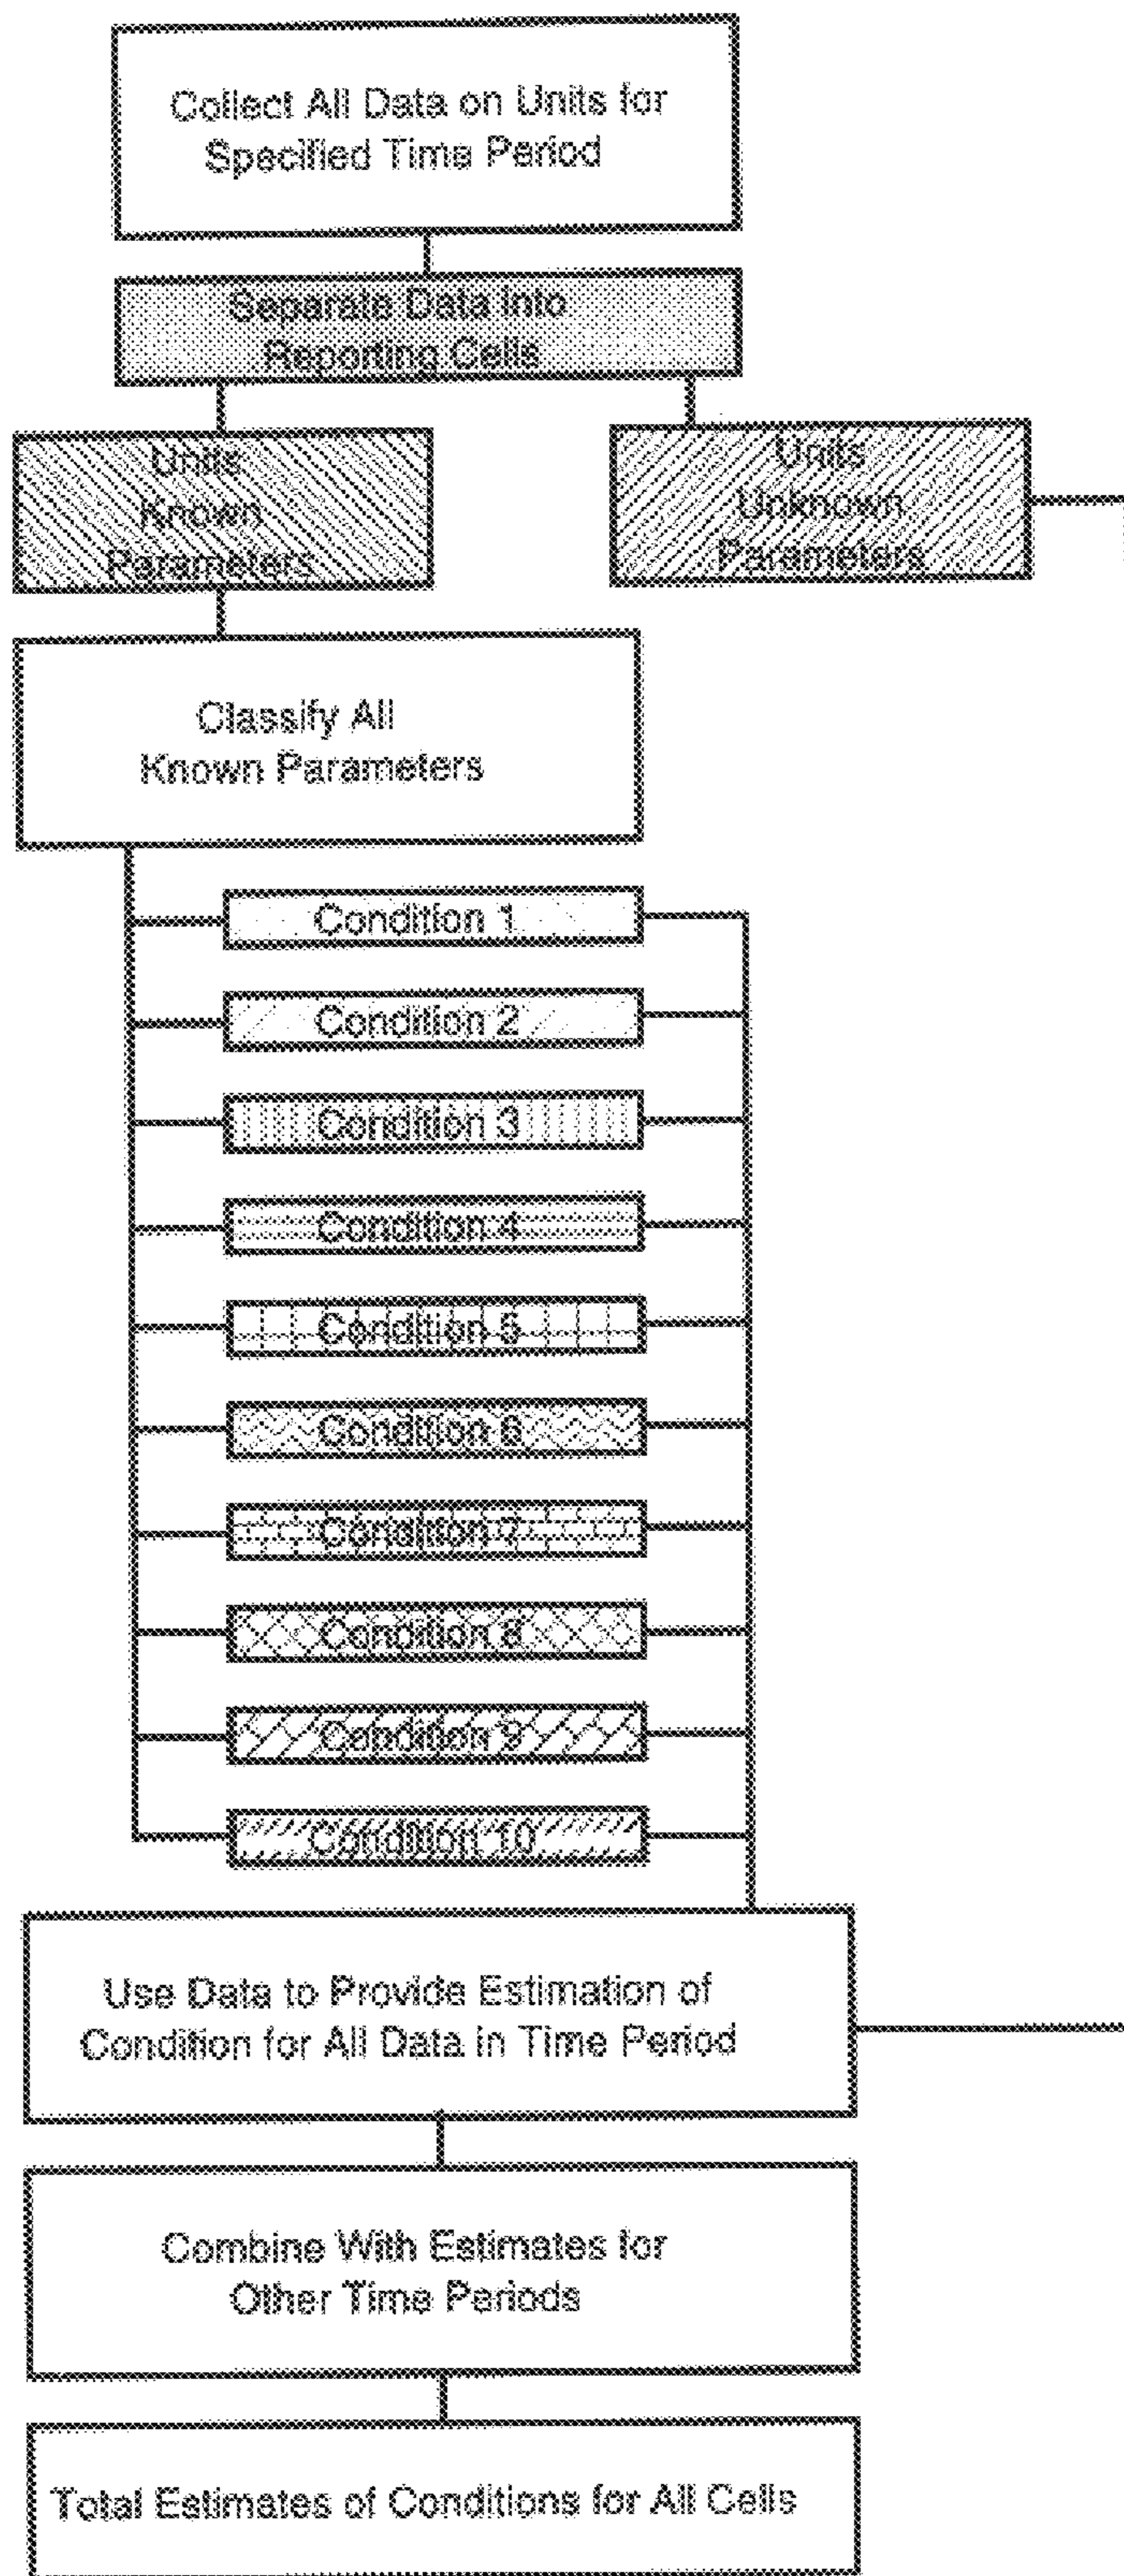 Collect All Data on Units for
Specified Time Period
Separate Data into
Reporting Cells
Units
Known
Parameters
Units
Unknown
Parameters
Classify All
Known Parameters
Condition 1
Condition 2
Condition 3
Condition 4
Condition 5
Condition 6
Condition 7
Condition 8
Condition 9
Condition 10
Use Data to Provide Estimation of
Condition for All Data in Time Period
Combine With Estimates for
Other Time Periods
Total Estimates of Conditions for All Cells